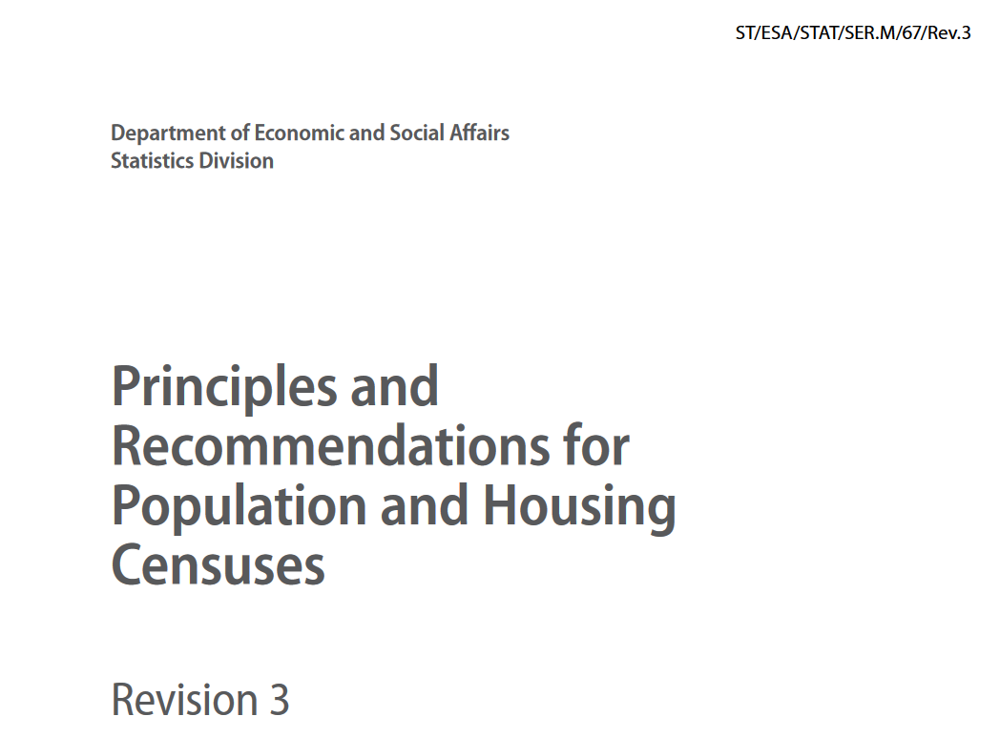 ST/ESA/STAT/SER.M/67/Rev.3
Department of Economic and Social Affairs
Statistics Division
Principles and
Recommendations for
Population and Housing
Censuses
Revision 3